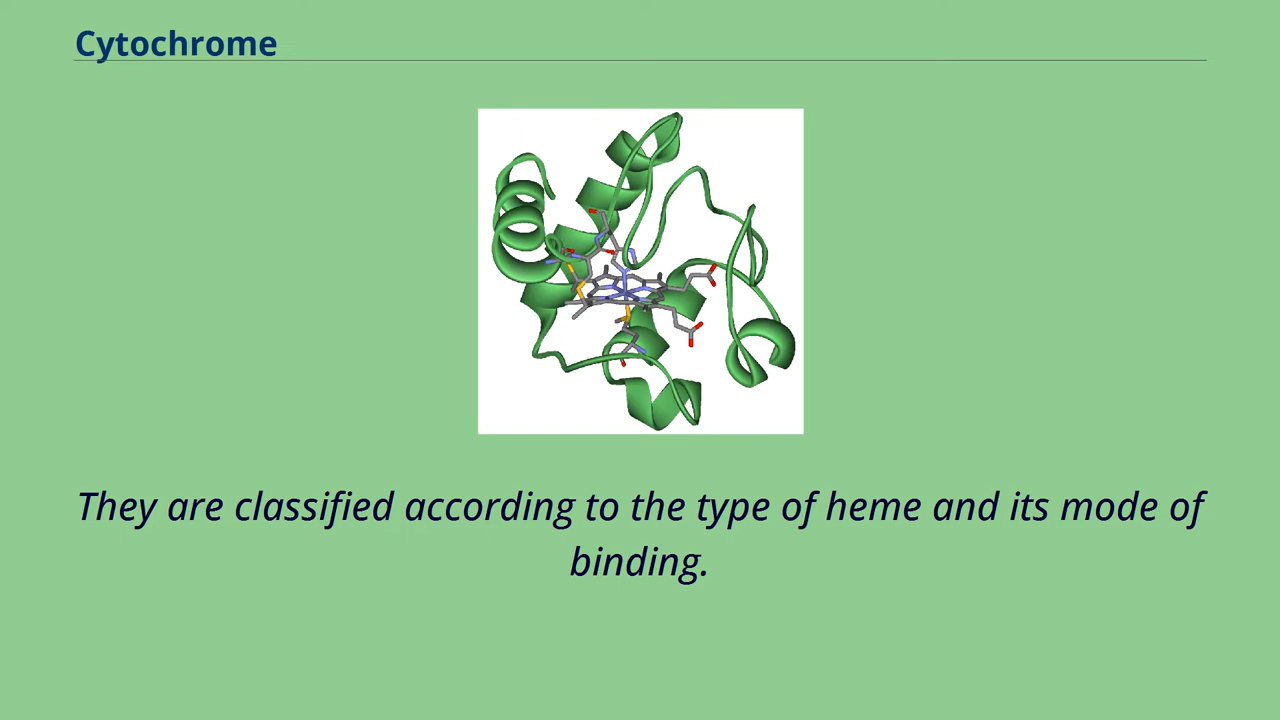 Cytochrome
They are classified according to the type of heme and its mode of
binding.